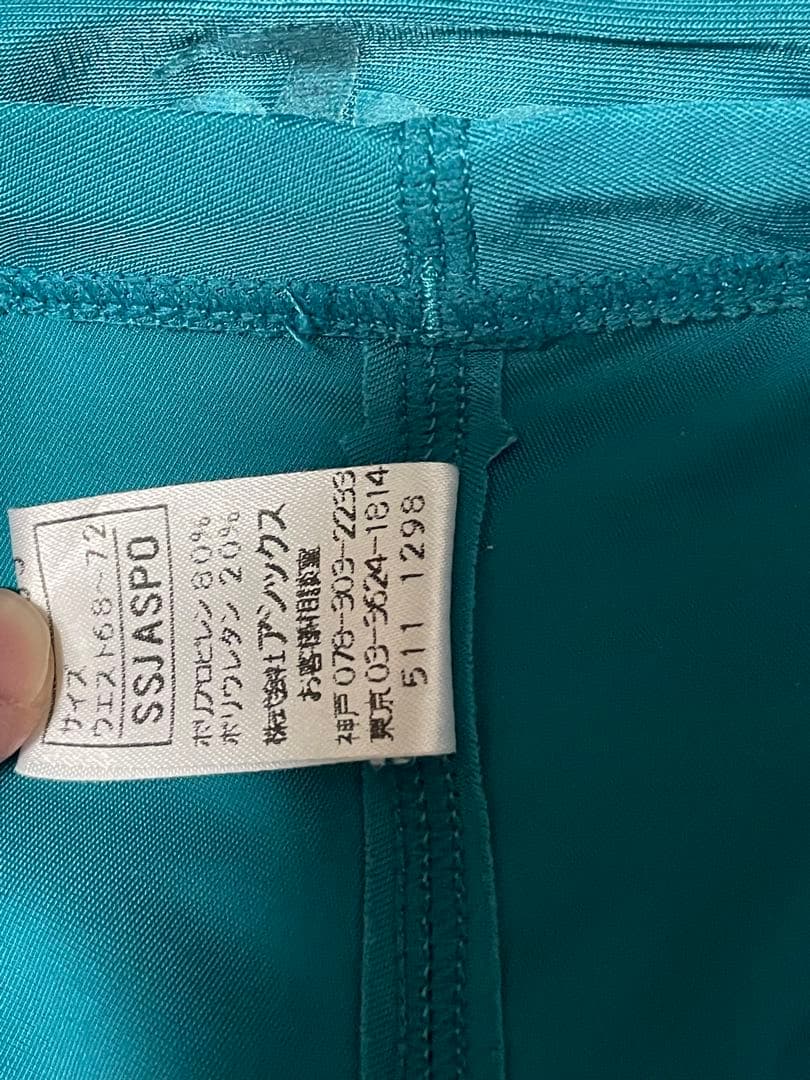 サイズ
ウエスト68〜72
SSJASPO
ポリプロピレン 80%
ポリウレタン 20%
株式会社アシックス
お客様相談室
神戸 078-303-2233
東京 03-3624-1814
511 1298